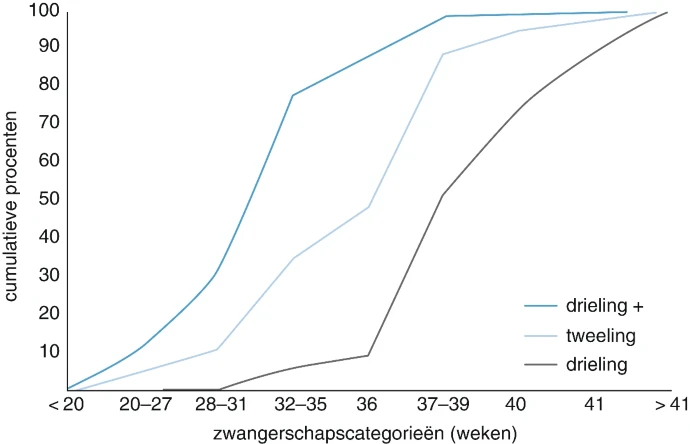 100
90
80
70
60
50
40
30
20
10
cumulatieve procenten
drieling +
tweeling
drieling
< 20 20–27 28–31 32–35 36 37–39 40 41 > 41
zwangerschapscategorieën (weken)